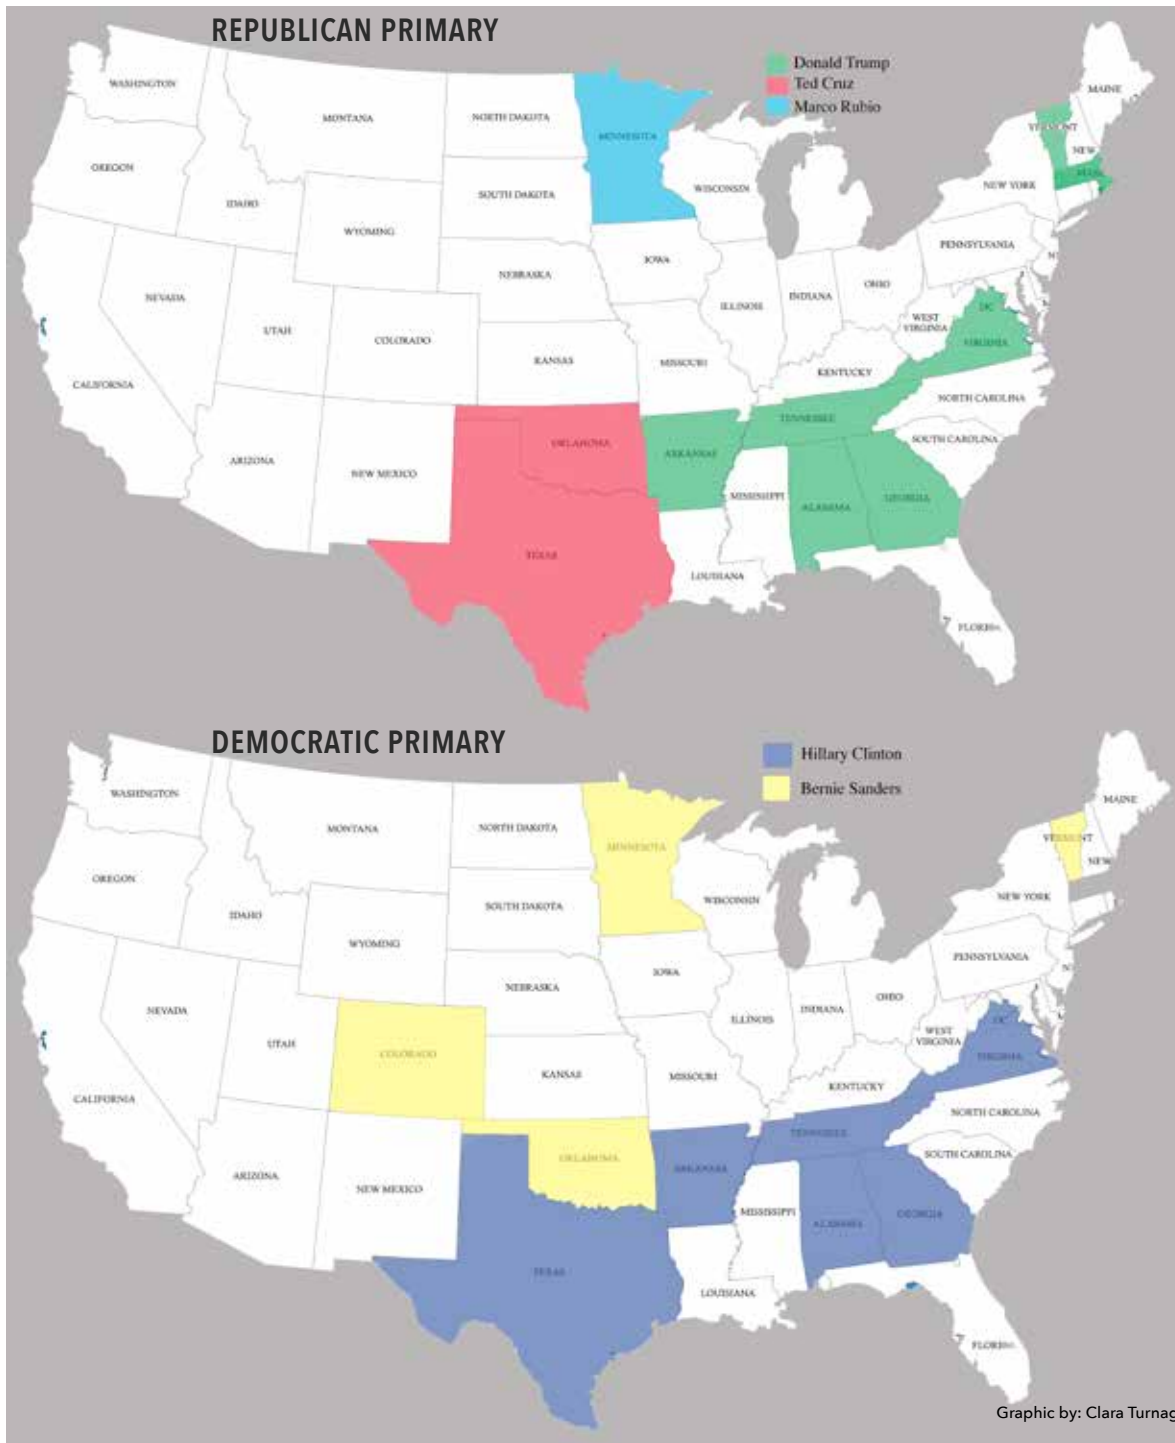 REPUBLICAN PRIMARY
Donald Trump
Ted Cruz
Marco Rubio
WASHINGTON
MONTANA
NORTH DAKOTA
MINNESOTA
MAINE
VERMONT
NEW
OREGON
IDAHO
SOUTH DAKOTA
WISCONSIN
NEW YORK
MASS
WYOMING
PENNSYLVANIA
NEBRASKA
IOWA
NEVADA
UTAH
COLORADO
ILLINOIS
INDIANA
OHIO
DC
WEST
VIRGINIA
VIRGINIA
KANSAS
MISSOURI
KENTUCKY
CALIFORNIA
NORTH CAROLINA
TENNESSEE
ARIZONA
NEW MEXICO
OKLAHOMA
ARKANSAS
SOUTH CAROLINA
MISSISSIPPI
ALABAMA
GEORGIA
TEXAS
LOUISIANA
FLORIDA
DEMOCRATIC PRIMARY
Hillary Clinton
Bernie Sanders
WASHINGTON
MONTANA
NORTH DAKOTA
MINNESOTA
MAINE
VERMONT
NEW
OREGON
IDAHO
SOUTH DAKOTA
WISCONSIN
NEW YORK
WYOMING
PENNSYLVANIA
NEBRASKA
IOWA
NEVADA
UTAH
COLORADO
ILLINOIS
INDIANA
OHIO
DC
WEST
VIRGINIA
VIRGINIA
KANSAS
MISSOURI
KENTUCKY
CALIFORNIA
NORTH CAROLINA
TENNESSEE
ARIZONA
NEW MEXICO
OKLAHOMA
ARKANSAS
SOUTH CAROLINA
MISSISSIPPI
ALABAMA
GEORGIA
TEXAS
LOUISIANA
FLORIDA
Graphic by: Clara Turnag